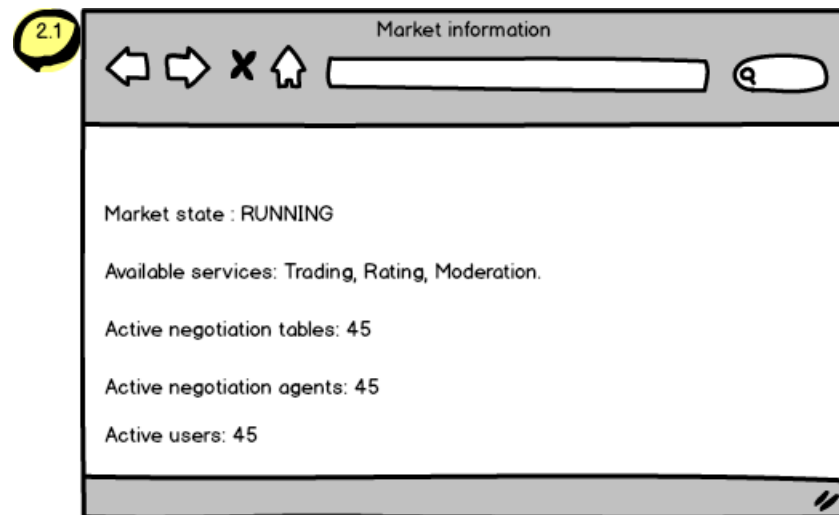 2.1
Market information
Market state : RUNNING
Available services: Trading, Rating, Moderation.
Active negotiation tables: 45
Active negotiation agents: 45
Active users: 45